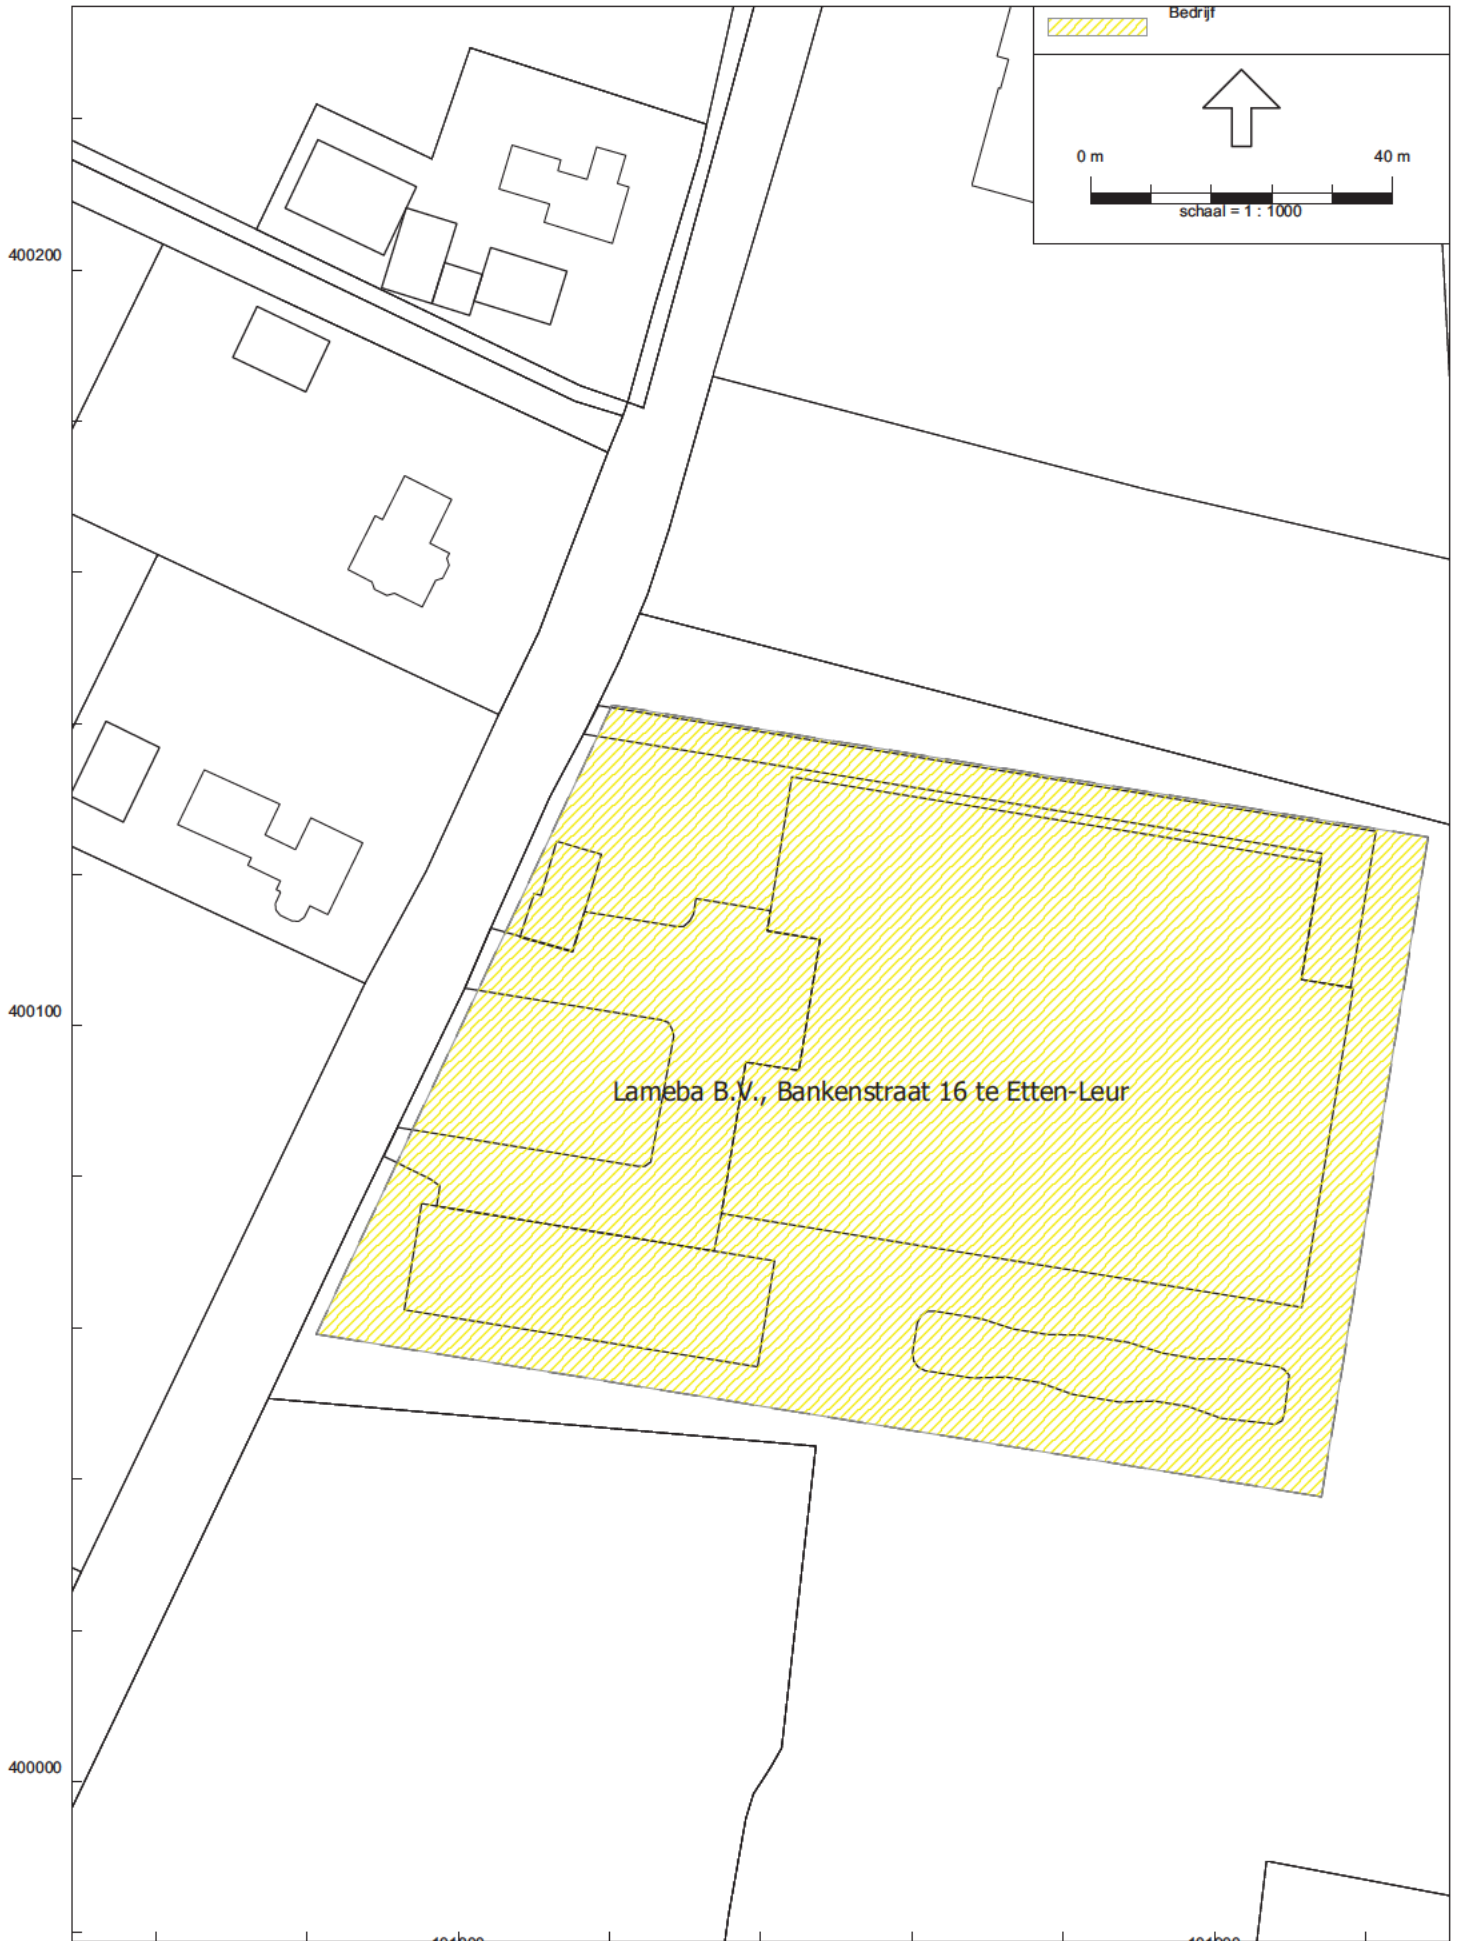 Bedrijf
0 m 40 m
schaal = 1 : 1000
400200
400100
Lameba B.V., Bankenstraat 16 te Etten-Leur
400000